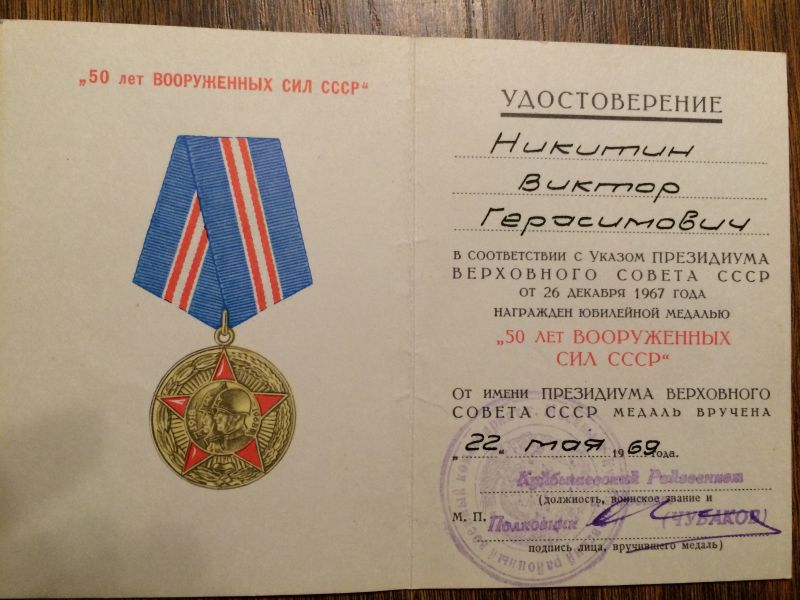 „50 лет ВООРУЖЕННЫХ СИЛ СССР“
УДОСТОВЕРЕНИЕ
Никитин
Виктор
Герасимович
В СООТВЕТСТВИИ С УКАЗОМ ПРЕЗИДИУМА
ВЕРХОВНОГО СОВЕТА СССР
ОТ 26 ДЕКАБРЯ 1967 ГОДА
НАГРАЖДЕН ЮБИЛЕЙНОЙ МЕДАЛЬЮ
„50 ЛЕТ ВООРУЖЕННЫХ
СИЛ СССР“
ОТ ИМЕНИ ПРЕЗИДИУМА ВЕРХОВНОГО
СОВЕТА СССР МЕДАЛЬ ВРУЧЕНА
„22“ мая 1969 года.
Куйбышевский Райвоенком
(должность, воинское звание и
М. П. Полковник (ЧУБАКОВ)
подпись лица, вручившего медаль)